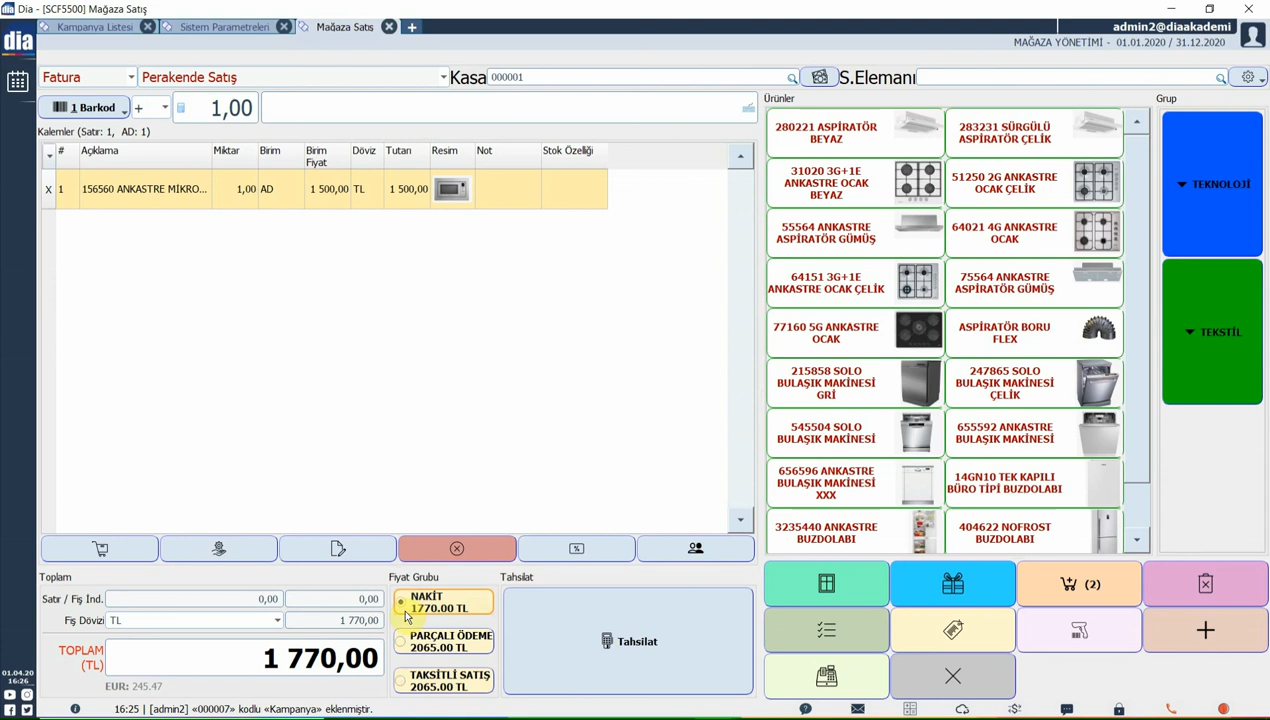 Dia - [SCF5500] Mağaza Satış
dia
Kampanya Listesi
Sistem Parametreleri
Mağaza Satış
admin2@diaakademi
MAĞAZA YÖNETİMİ - 01.01.2020 / 31.12.2020
Fatura
Perakende Satış
Kasa
000001
S.Elemanı
1 Barkod
+
1,00
Kalemler (Satır: 1, AD: 1)
# Açıklama Miktar Birim Birim Fiyat Döviz Tutarı Resim Not Stok Özelliği
X 1 156560 ANKASTRE MİKRO... 1,00 AD 1 500,00 TL 1 500,00
Ürünler
280221 ASPİRATÖR
BEYAZ
283231 SÜRGÜLÜ
ASPİRATÖR ÇELİK
31020 3G+1E
ANKASTRE OCAK
BEYAZ
51250 2G ANKASTRE
OCAK ÇELİK
55564 ANKASTRE
ASPİRATÖR GÜMÜŞ
64021 4G ANKASTRE
OCAK
64151 3G+1E
ANKASTRE OCAK ÇELİK
75564 ANKASTRE
ASPİRATÖR GÜMÜŞ
77160 5G ANKASTRE
OCAK
ASPİRATÖR BORU
FLEX
215858 SOLO
BULAŞIK MAKİNESİ
GRİ
247865 SOLO
BULAŞIK MAKİNESİ
ÇELİK
545504 SOLO
BULAŞIK MAKİNESİ
655592 ANKASTRE
BULAŞIK MAKİNESİ
656596 ANKASTRE
BULAŞIK MAKİNESİ
XXX
14GN10 TEK KAPILI
BÜRO TİPİ BUZDOLABI
3235440 ANKASTRE
BUZDOLABI
404622 NOFROST
BUZDOLABI
Grup
TEKNOLOJİ
TEKSTİL
Toplam
Satır / Fiş İnd. 0,00 0,00
Fiş Dövizi TL 1 770,00
TOPLAM
(TL)
1 770,00
EUR: 245.47
Fiyat Grubu
NAKİT
1770.00 TL
PARÇALI ÖDEME
2065.00 TL
TAKSİTLİ SATIŞ
2065.00 TL
Tahsilat
Tahsilat
(2)
01.04.20
16:26
16:25 | [admin2] «000007» kodlu «Kampanya» eklenmiştir.